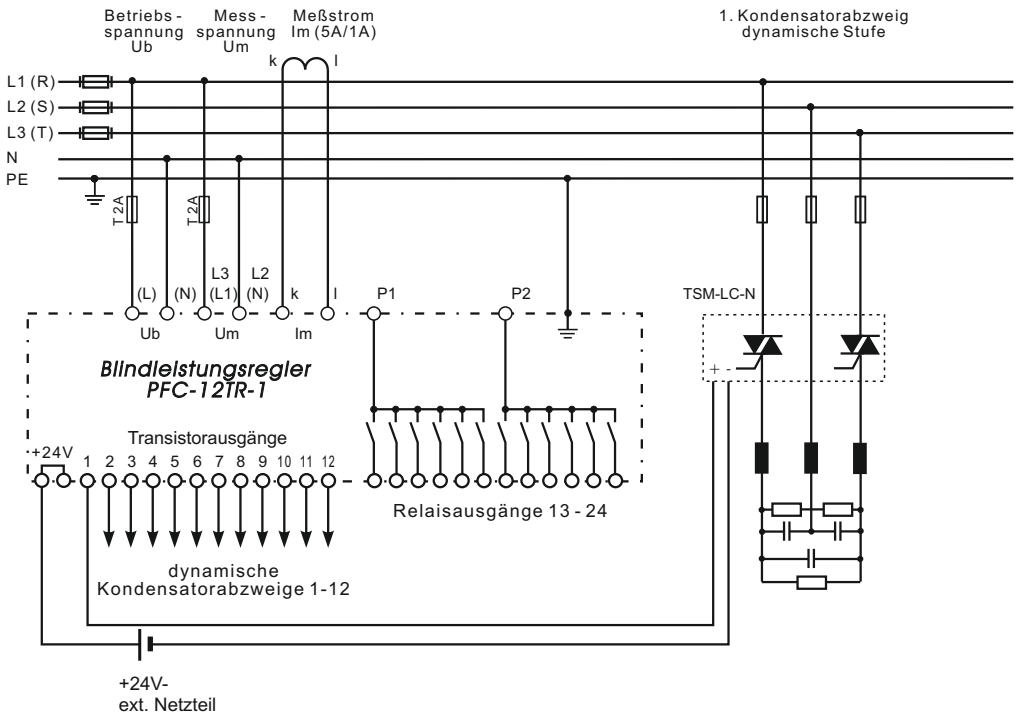 Betriebs-
spannung
Ub
Mess-
spannung
Um
Meßstrom
Im (5A/1A)
1. Kondensatorabzweig
dynamische Stufe
k l
L1 (R)
L2 (S)
L3 (T)
N
PE
T 2A
T 2A
L3 L2
(L) (N) (L1) (N) k l P1 P2 TSM-LC-N
Ub Um Im
Blindleistungsregler
PFC-12TR-1
+ -
Transistorausgänge
+24V 1 2 3 4 5 6 7 8 9 10 11 12
Relaisausgänge 13 - 24
dynamische
Kondensatorabzweige 1-12
+24V-
ext. Netzteil